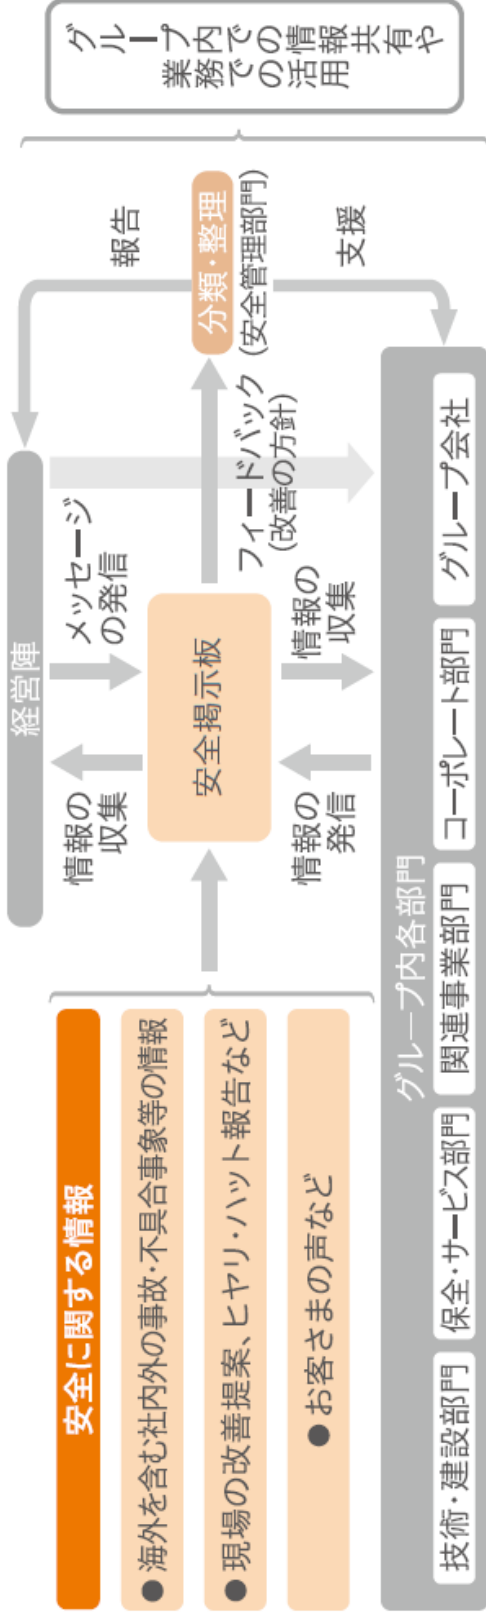 安全に関する情報
●海外を含む社内外の事故・不具合事象等の情報
●現場の改善提案、ヒヤリ・ハット報告など
●お客さまの声など
経営陣
情報の
収集
メッセージ
の発信
安全掲示板
情報の
発信
情報の
収集
フィードバック
(改善の方針)
報告
分類・整理
(安全管理部門)
支援
グループ内各部門
技術・建設部門
保全・サービス部門
関連事業部門
コーポレート部門
グループ会社
グループ内での情報共有や
業務での活用